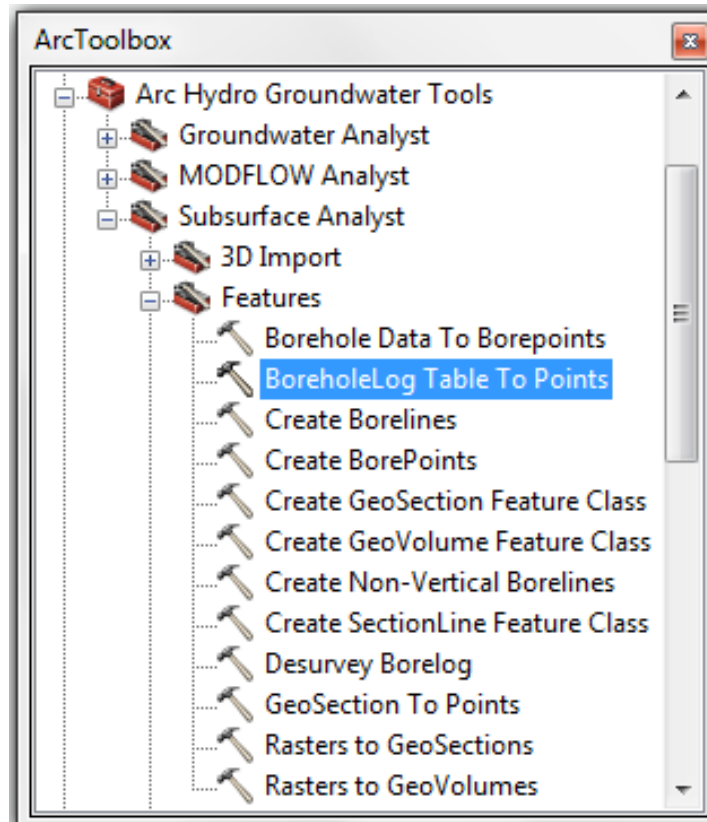 ArcToolbox
Arc Hydro Groundwater Tools
Groundwater Analyst
MODFLOW Analyst
Subsurface Analyst
3D Import
Features
Borehole Data To Borepoints
BoreholeLog Table To Points
Create Borelines
Create BorePoints
Create GeoSection Feature Class
Create GeoVolume Feature Class
Create Non-Vertical Borelines
Create SectionLine Feature Class
Desurvey Borelog
GeoSection To Points
Rasters to GeoSections
Rasters to GeoVolumes